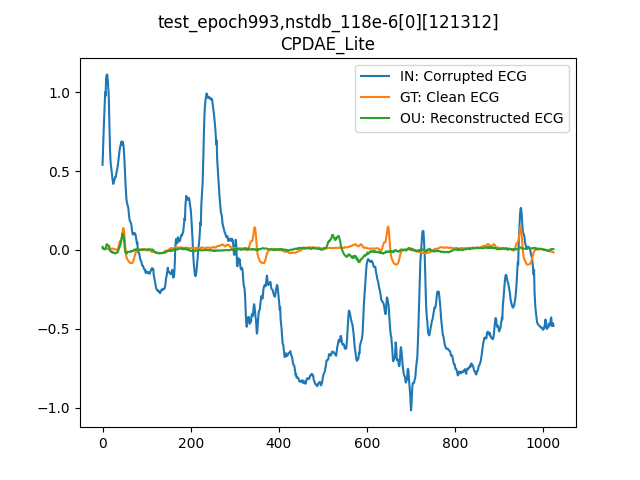 test_epoch993,nstdb_118e-6[0][121312]
CPDAE_Lite
IN: Corrupted ECG
GT: Clean ECG
OU: Reconstructed ECG
1.0
0.5
0.0
−0.5
−1.0
0 200 400 600 800 1000